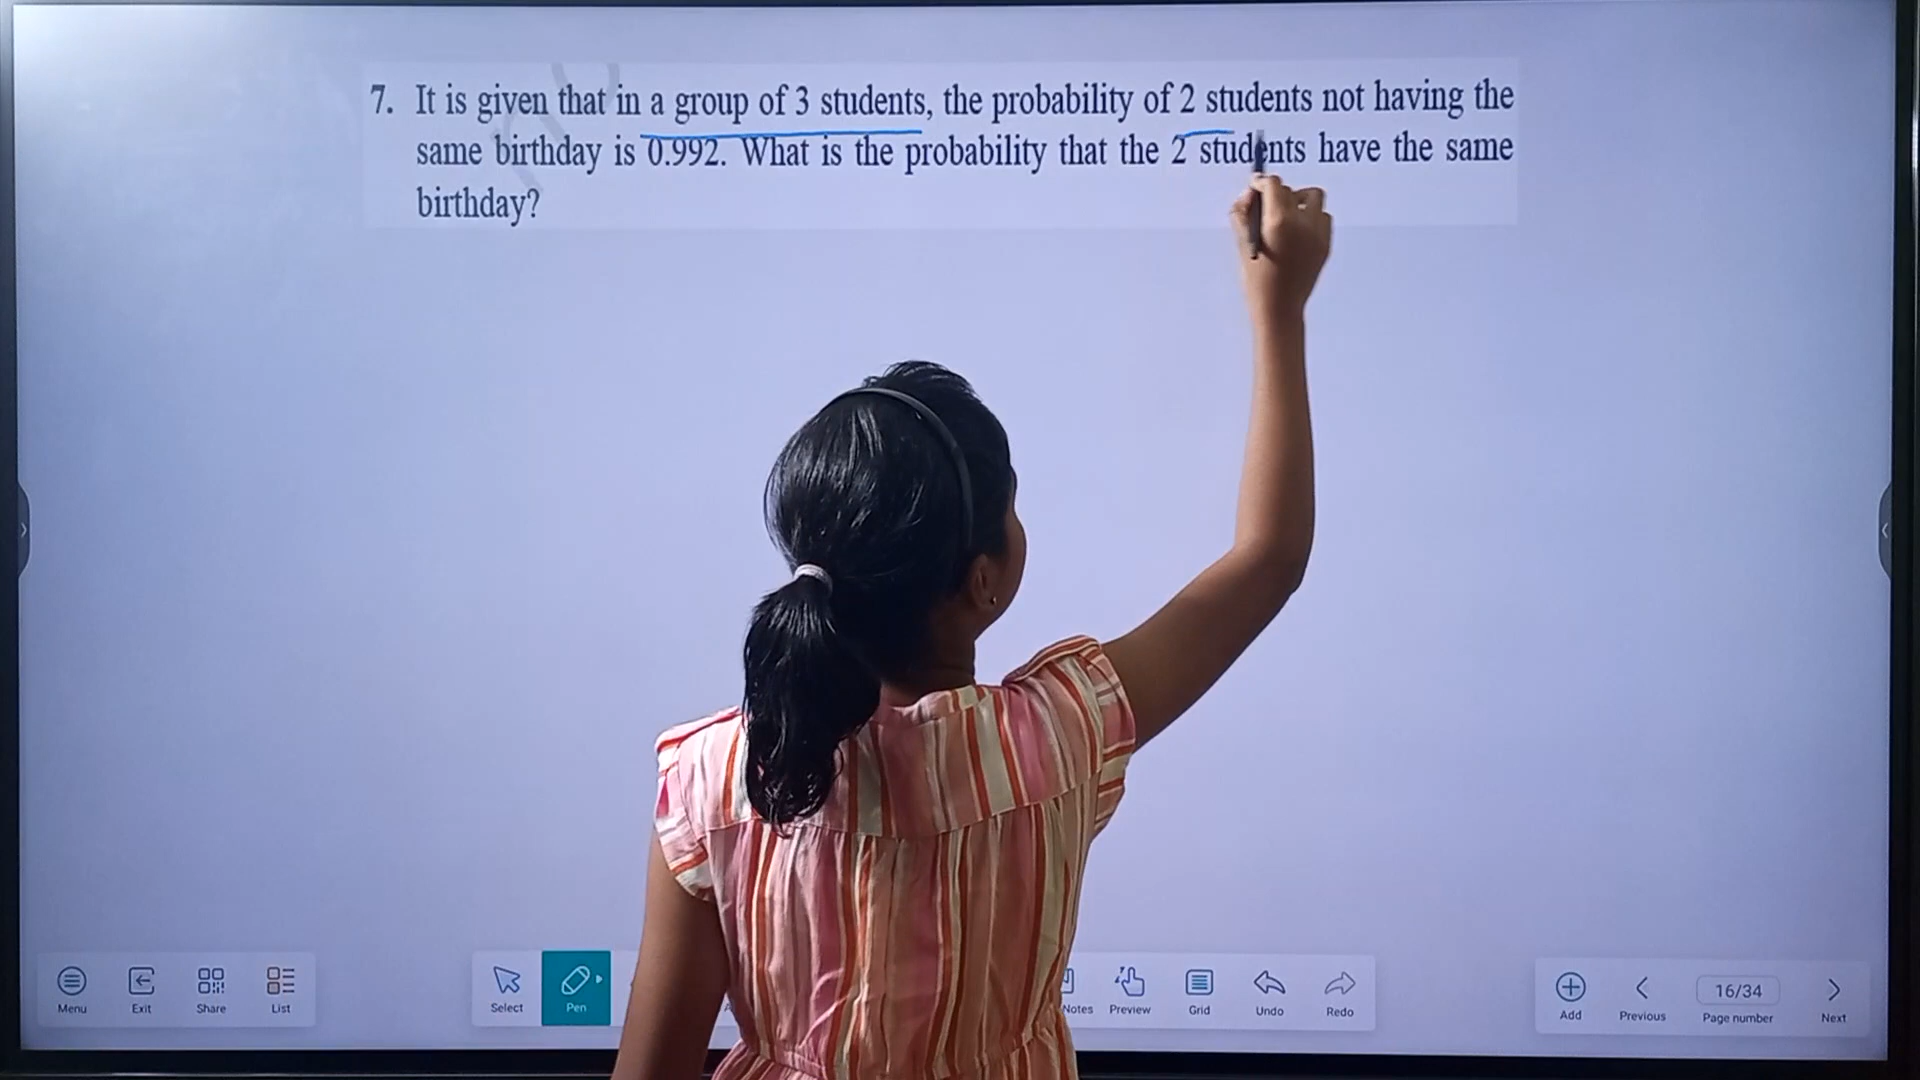 7. It is given that in a group of 3 students, the probability of 2 students not having the
same birthday is 0.992. What is the probability that the 2 students have the same
birthday?
Menu
Exit
Share
List
Select
Pen
Notes
Preview
Grid
Undo
Redo
Add
Previous
16/34
Page number
Next